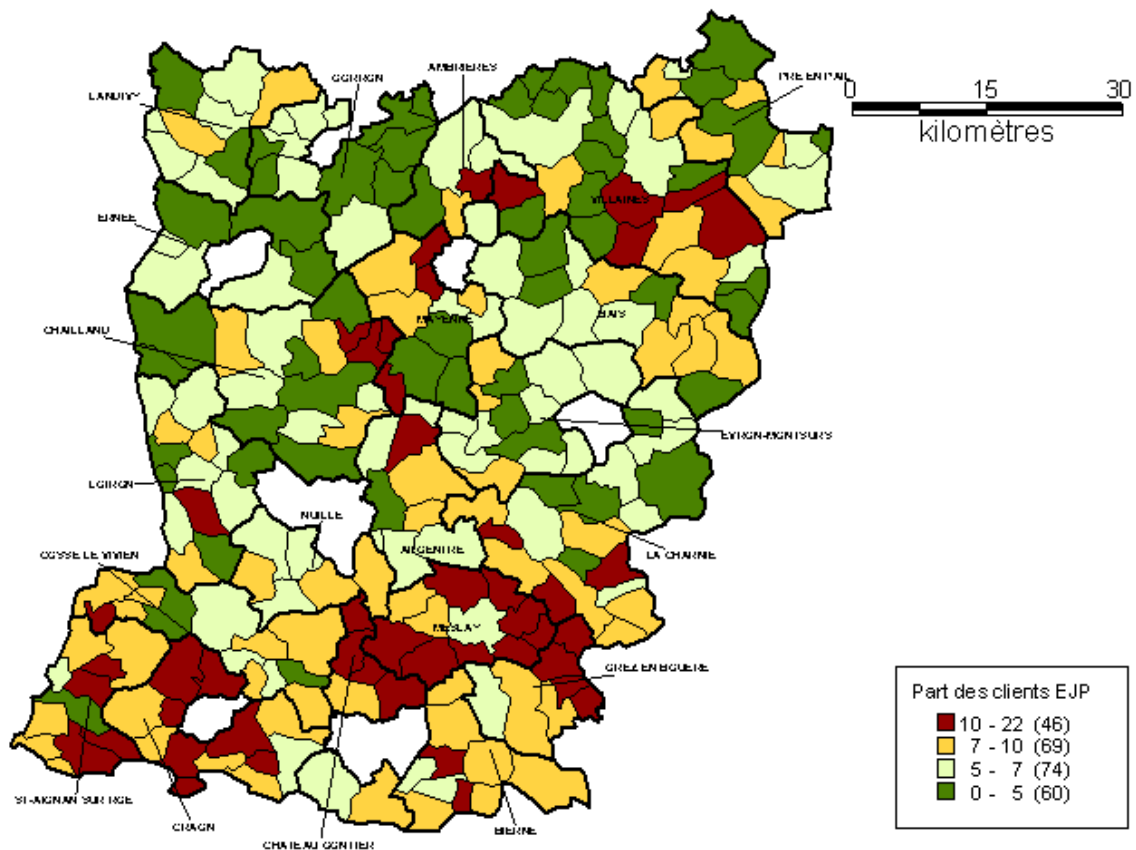 AMBRIERES
GORRON
PRE EN PAIL
LANDIVY
0 15 30
kilomètres
VILLAINES
ERNEE
MAYENNE
BAIS
CHAILLAND
EVRON-MONTSURS
LOIRON
NUILLE
ARGENTRE
LA CHARNIE
COSSE LE VIVIEN
MESLAY
GREZ EN BOUERE
Part des clients EJP
10 - 22 (46)
7 - 10 (69)
5 - 7 (74)
0 - 5 (60)
ST-AIGNAN SUR ROE
CRAON
BIERNE
CHATEAU GONTIER